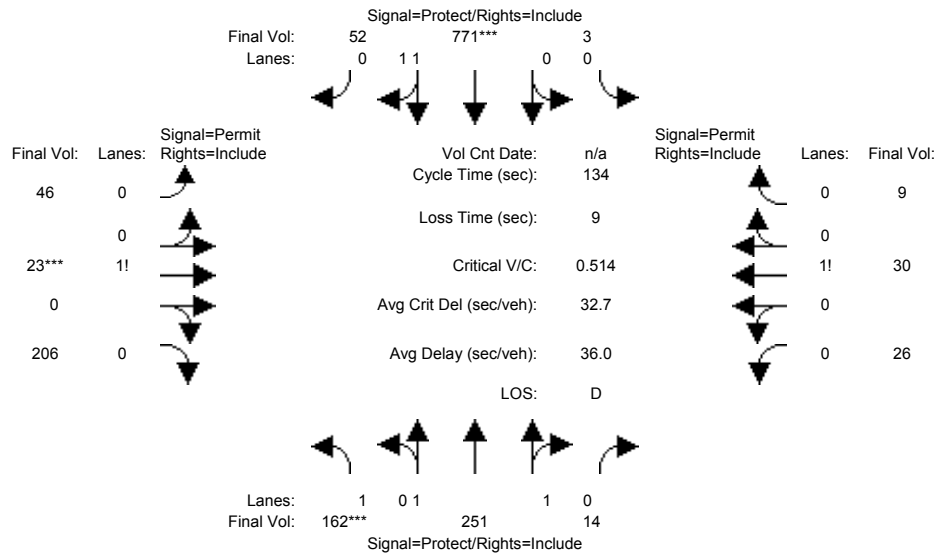 Signal=Protect/Rights=Include
Final Vol: 52 771*** 3
Lanes: 0 1 1 0 0
Signal=Permit Signal=Permit
Final Vol: Lanes: Rights=Include Vol Cnt Date: n/a Rights=Include Lanes: Final Vol:
Cycle Time (sec): 134
46 0 0 9
Loss Time (sec): 9
0 0
23*** 1! Critical V/C: 0.514 1! 30
0 0 Avg Crit Del (sec/veh): 32.7 0
206 0 Avg Delay (sec/veh): 36.0 0 26
LOS: D
Lanes: 1 0 1 1 0
Final Vol: 162*** 251 14
Signal=Protect/Rights=Include